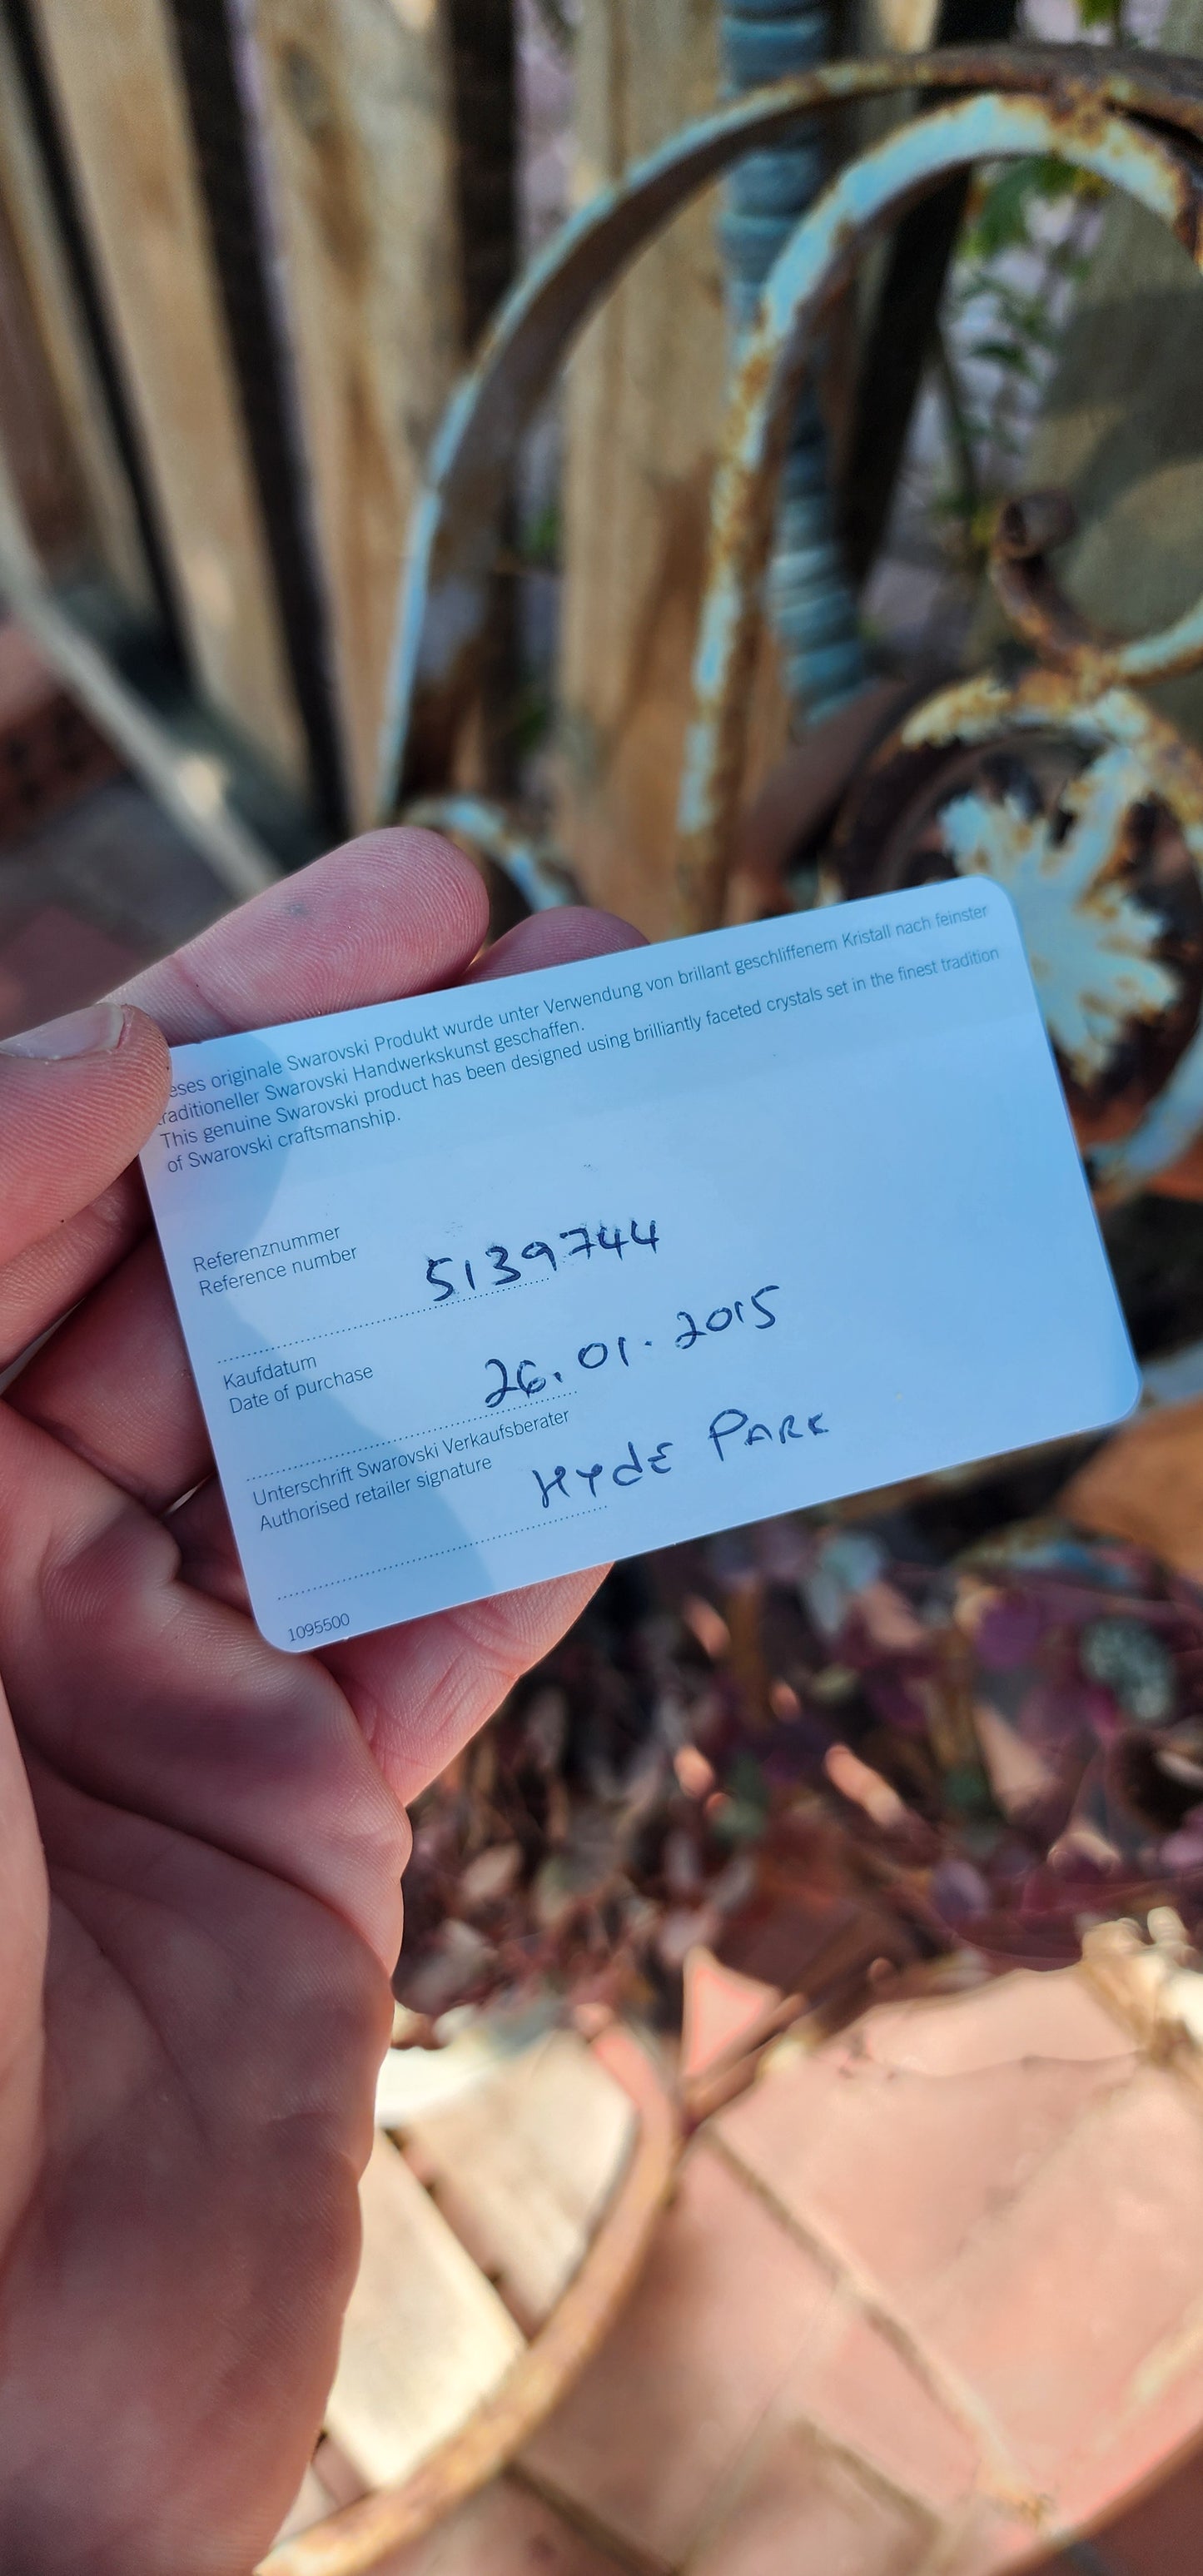 eses originale Swarovski Produkt wurde unter Verwendung von brillant geschliffenem Kristall nach feinster
raditioneller Swarovski Handwerkskunst geschaffen.
This genuine Swarovski product has been designed using brilliantly faceted crystals set in the finest tradition
of Swarovski craftsmanship.
Referenznummer
Reference number 5139744
Kaufdatum
Date of purchase 26.01.2015
Unterschrift Swarovski Verkaufsberater
Authorised retailer signature HYdE PARK
1095500